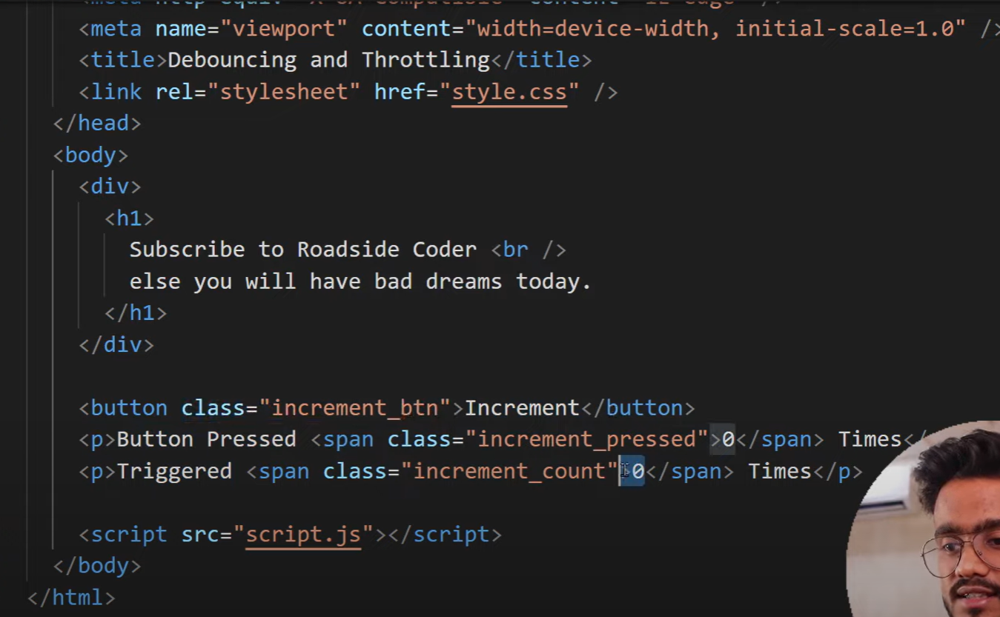 <meta name="viewport" content="width=device-width, initial-scale=1.0" />
<title>Debouncing and Throttling</title>
<link rel="stylesheet" href="style.css" />
</head>
<body>
<div>
<h1>
Subscribe to Roadside Coder <br />
else you will have bad dreams today.
</h1>
</div>
<button class="increment_btn">Increment</button>
<p>Button Pressed <span class="increment_pressed">0</span> Times</
<p>Triggered <span class="increment_count">0</span> Times</p>
<script src="script.js"></script>
</body>
</html>